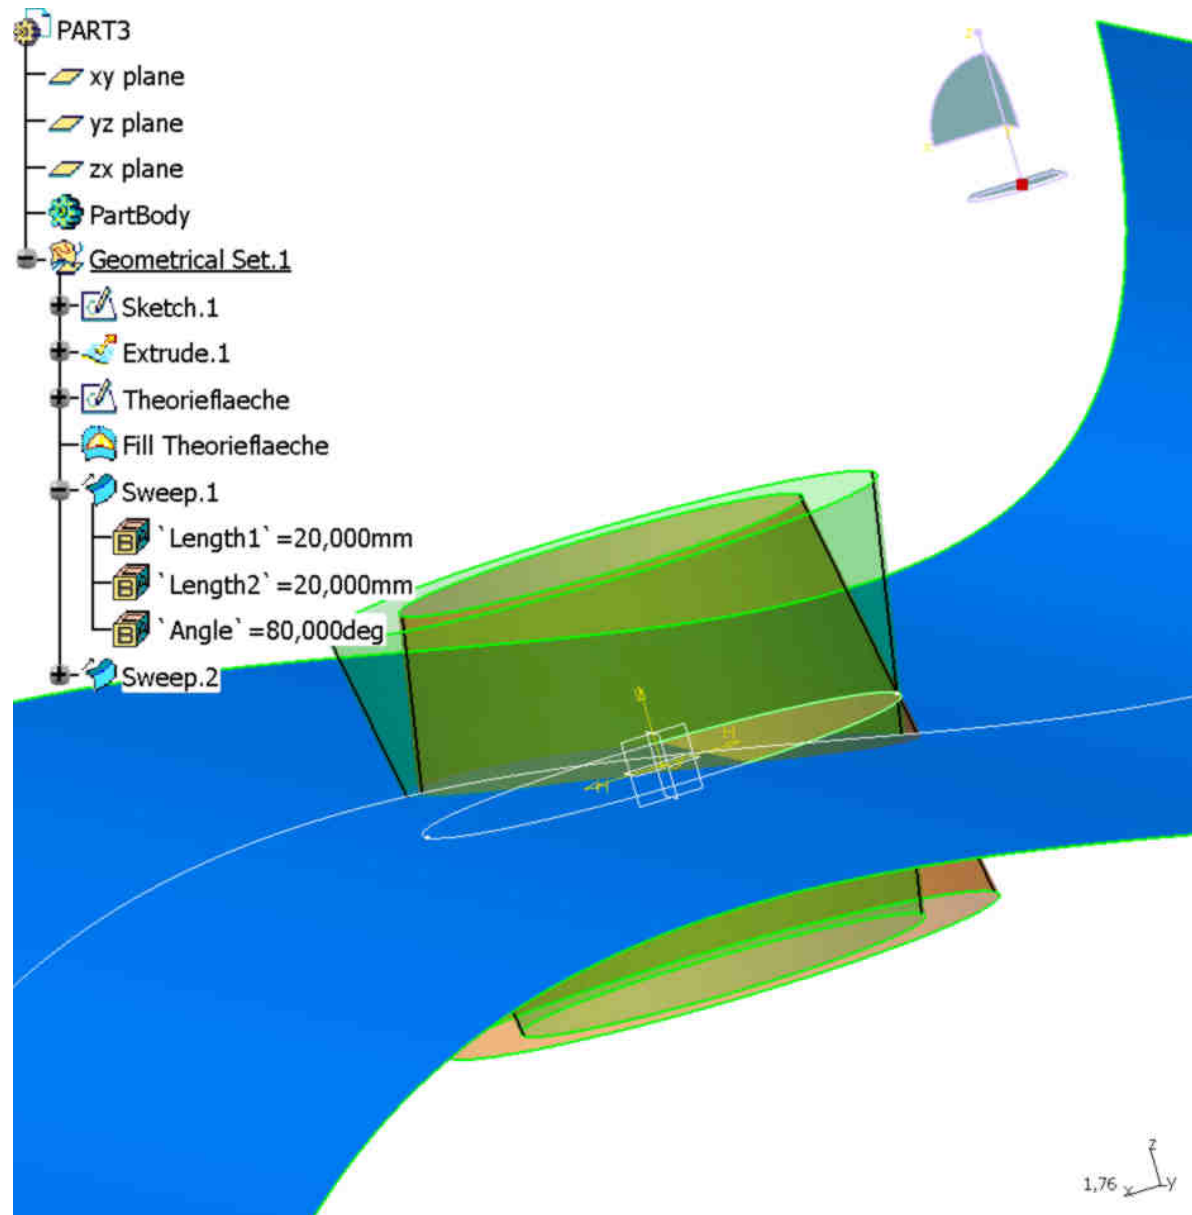 PART3
xy plane
yz plane
zx plane
PartBody
Geometrical Set.1
Sketch.1
Extrude.1
Theorieflaeche
Fill Theorieflaeche
Sweep.1
`Length1`=20,000mm
`Length2`=20,000mm
`Angle`=80,000deg
Sweep.2
H
z
1,76 x y